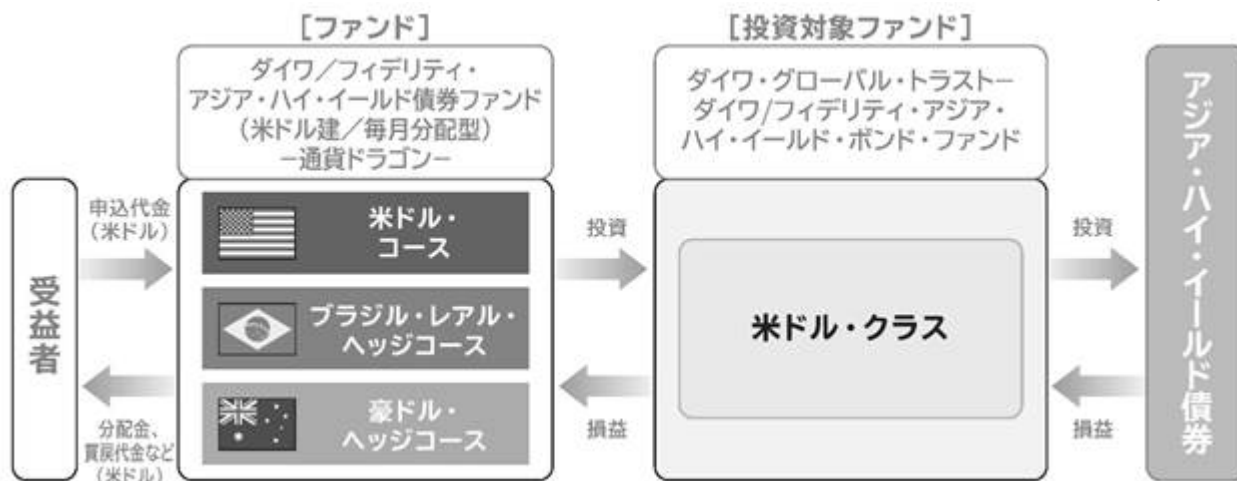 [ファンド]
ダイワ／フィデリティ・
アジア・ハイ・イールド債券ファンド
（米ドル建／毎月分配型）
－通貨ドラゴン－
[投資対象ファンド]
ダイワ・グローバル・トラスト－
ダイワ/フィデリティ・アジア・
ハイ・イールド・ボンド・ファンド
受益者
申込代金
（米ドル）
分配金、
買戻代金など
（米ドル）
米ドル・
コース
ブラジル・レアル・
ヘッジコース
豪ドル・
ヘッジコース
投資
損益
米ドル・クラス
投資
損益
アジア・ハイ・イールド債券